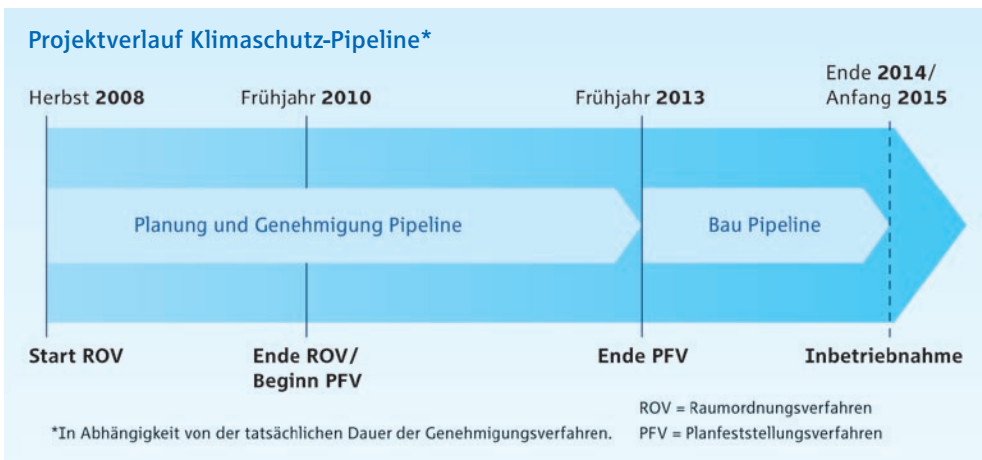 Projektverlauf Klimaschutz-Pipeline*
Herbst 2008
Frühjahr 2010
Frühjahr 2013
Ende 2014/
Anfang 2015
Planung und Genehmigung Pipeline
Bau Pipeline
Start ROV
Ende ROV/
Beginn PFV
Ende PFV
Inbetriebnahme
*In Abhängigkeit von der tatsächlichen Dauer der Genehmigungsverfahren.
ROV = Raumordnungsverfahren
PFV = Planfeststellungsverfahren